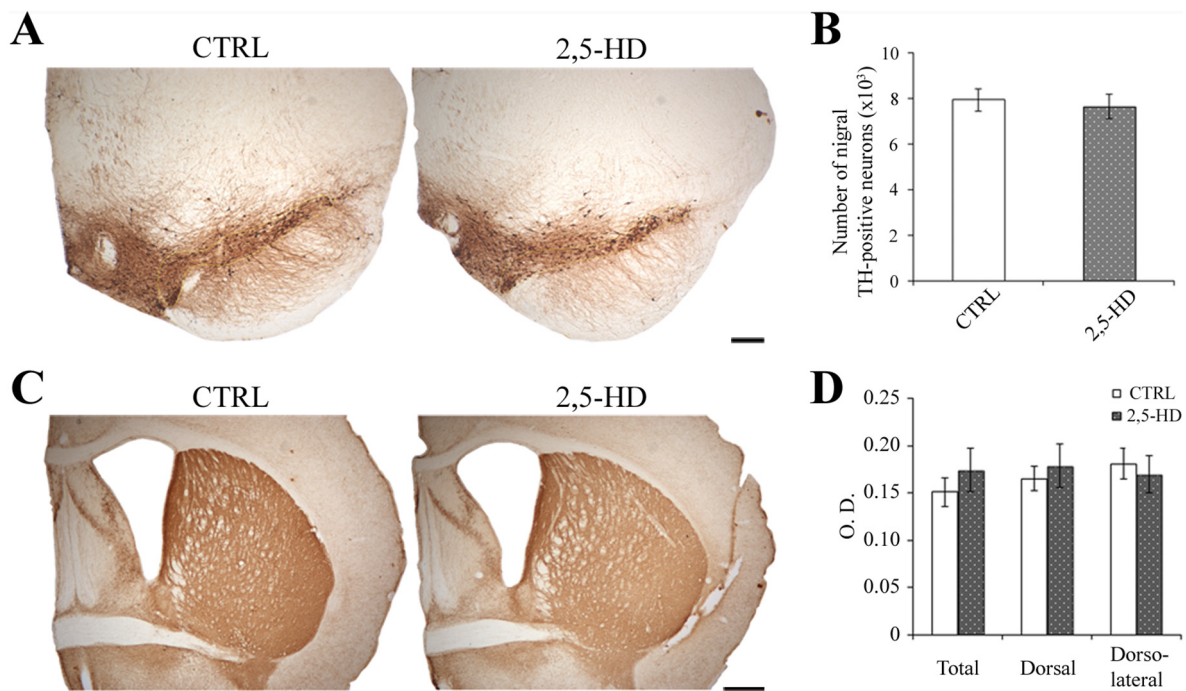 A
CTRL
2,5-HD
B
Number of nigral
TH-positive neurons (x10³)
10
8
6
4
2
0
CTRL
2,5-HD
C
CTRL
2,5-HD
D
CTRL
2,5-HD
O. D.
0.25
0.20
0.15
0.10
0.05
0
Total
Dorsal
Dorso-
lateral